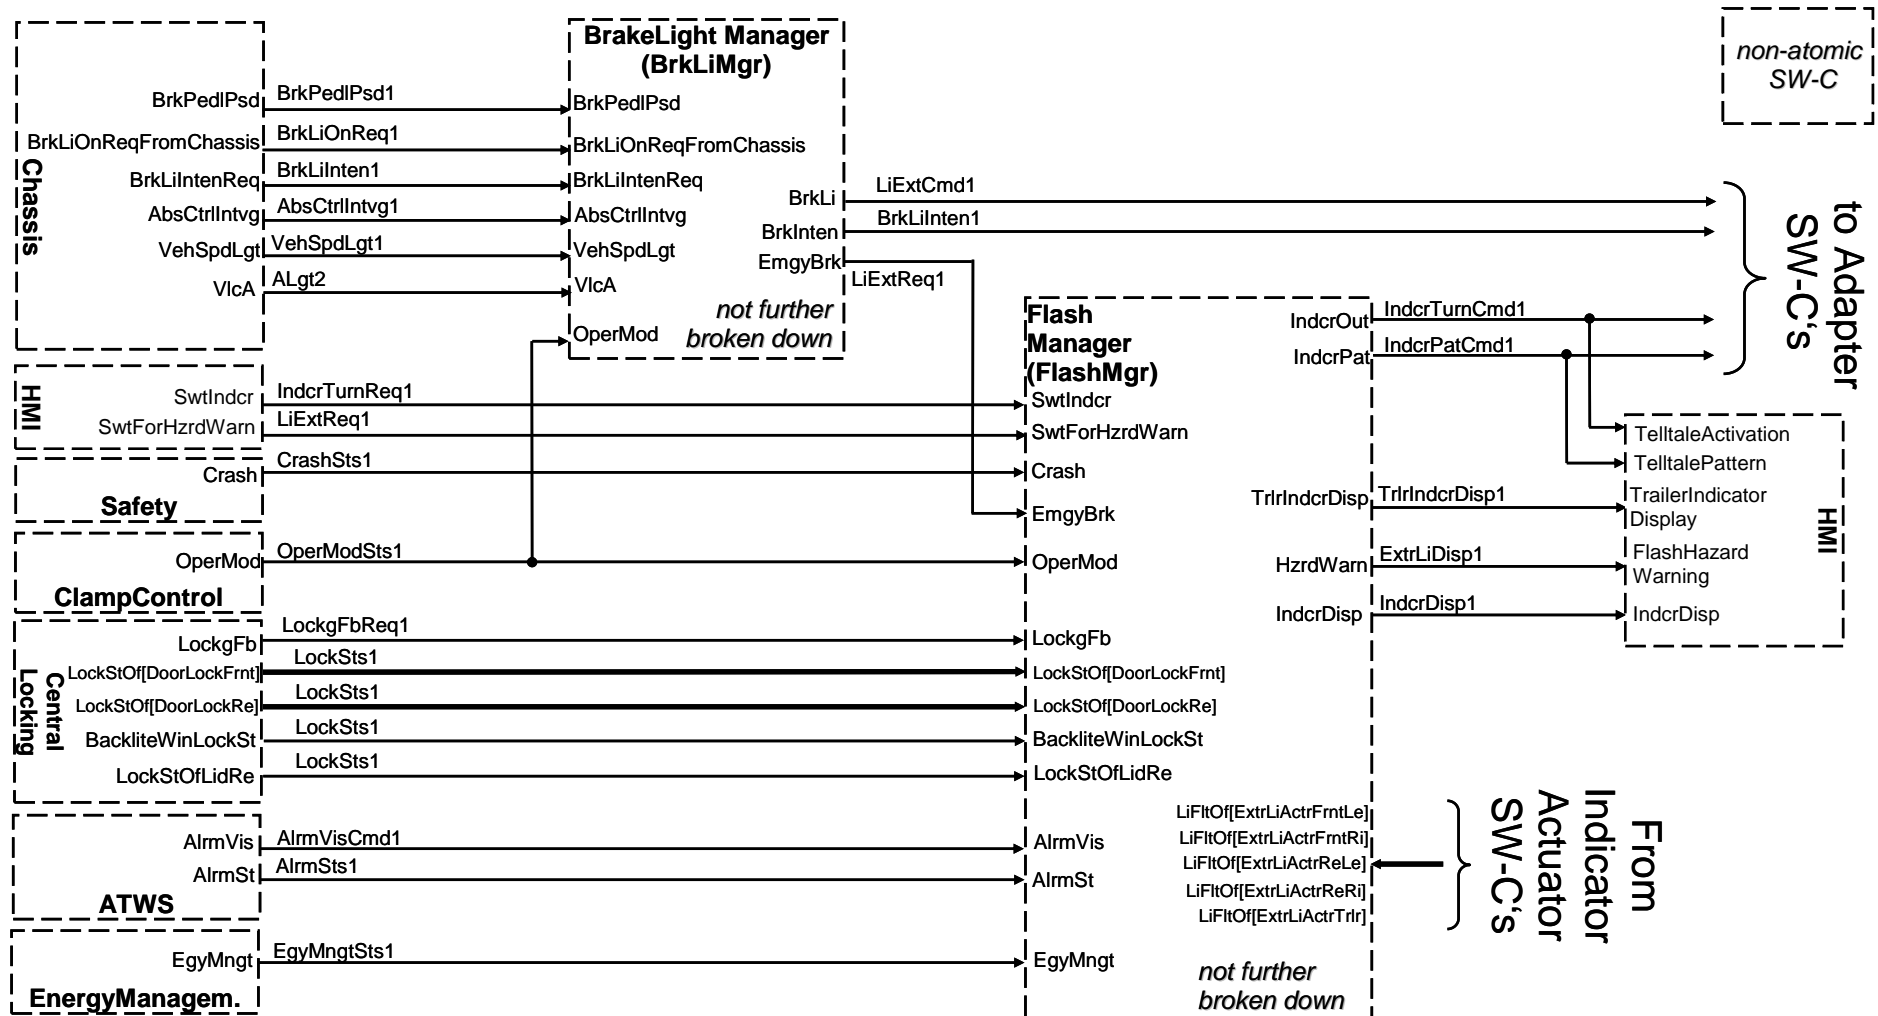 BrakeLight Manager
(BrkLiMgr)
non-atomic
SW-C
Chassis
BrkPedlPsd
BrkPedlPsd1
BrkPedlPsd
BrkLiOnReqFromChassis
BrkLiOnReq1
BrkLiOnReqFromChassis
BrkLiIntenReq
BrkLiInten1
BrkLiIntenReq
AbsCtrlIntvg
AbsCtrlIntvg1
AbsCtrlIntvg
VehSpdLgt
VehSpdLgt1
VehSpdLgt
VlcA
ALgt2
VlcA
OperMod
BrkLi
LiExtCmd1
BrkInten
BrkLiInten1
EmgyBrk
LiExtReq1
not further
broken down
to Adapter
SW-C's
HMI
SwtIndcr
IndcrTurnReq1
SwtForHzrdWarn
LiExtReq1
Safety
Crash
CrashSts1
ClampControl
OperMod
OperModSts1
Central
Locking
LockgFb
LockgFbReq1
LockStOf[DoorLockFrnt]
LockSts1
LockStOf[DoorLockRe]
LockSts1
BackliteWinLockSt
LockSts1
LockStOfLidRe
LockSts1
ATWS
AlrmVis
AlrmVisCmd1
AlrmSt
AlrmSts1
EnergyManagem.
EgyMngt
EgyMngtSts1
Flash
Manager
(FlashMgr)
SwtIndcr
SwtForHzrdWarn
Crash
EmgyBrk
OperMod
LockgFb
LockStOf[DoorLockFrnt]
LockStOf[DoorLockRe]
BackliteWinLockSt
LockStOfLidRe
AlrmVis
AlrmSt
EgyMngt
IndcrOut
IndcrTurnCmd1
IndcrPat
IndcrPatCmd1
TrlrIndcrDisp
TrlrIndcrDisp1
HzrdWarn
ExtrLiDisp1
IndcrDisp
IndcrDisp1
LiFltOf[ExtrLiActrFrntLe]
LiFltOf[ExtrLiActrFrntRi]
LiFltOf[ExtrLiActrReLe]
LiFltOf[ExtrLiActrReRi]
LiFltOf[ExtrLiActrTrlr]
not further
broken down
TelltaleActivation
TelltalePattern
TrailerIndicator
Display
FlashHazard
Warning
IndcrDisp
HMI
From
Indicator
Actuator
SW-C's